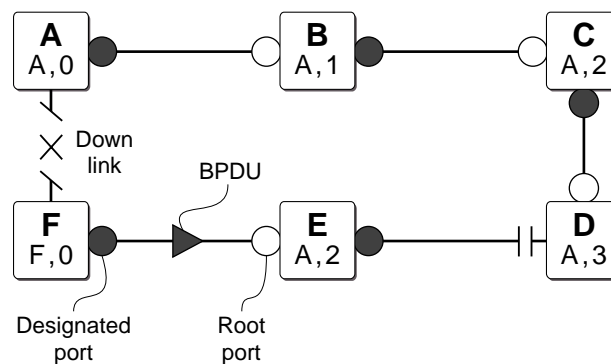 A
A,0
B
A,1
C
A,2
Down
link
BPDU
F
F,0
E
A,2
D
A,3
Designated
port
Root
port